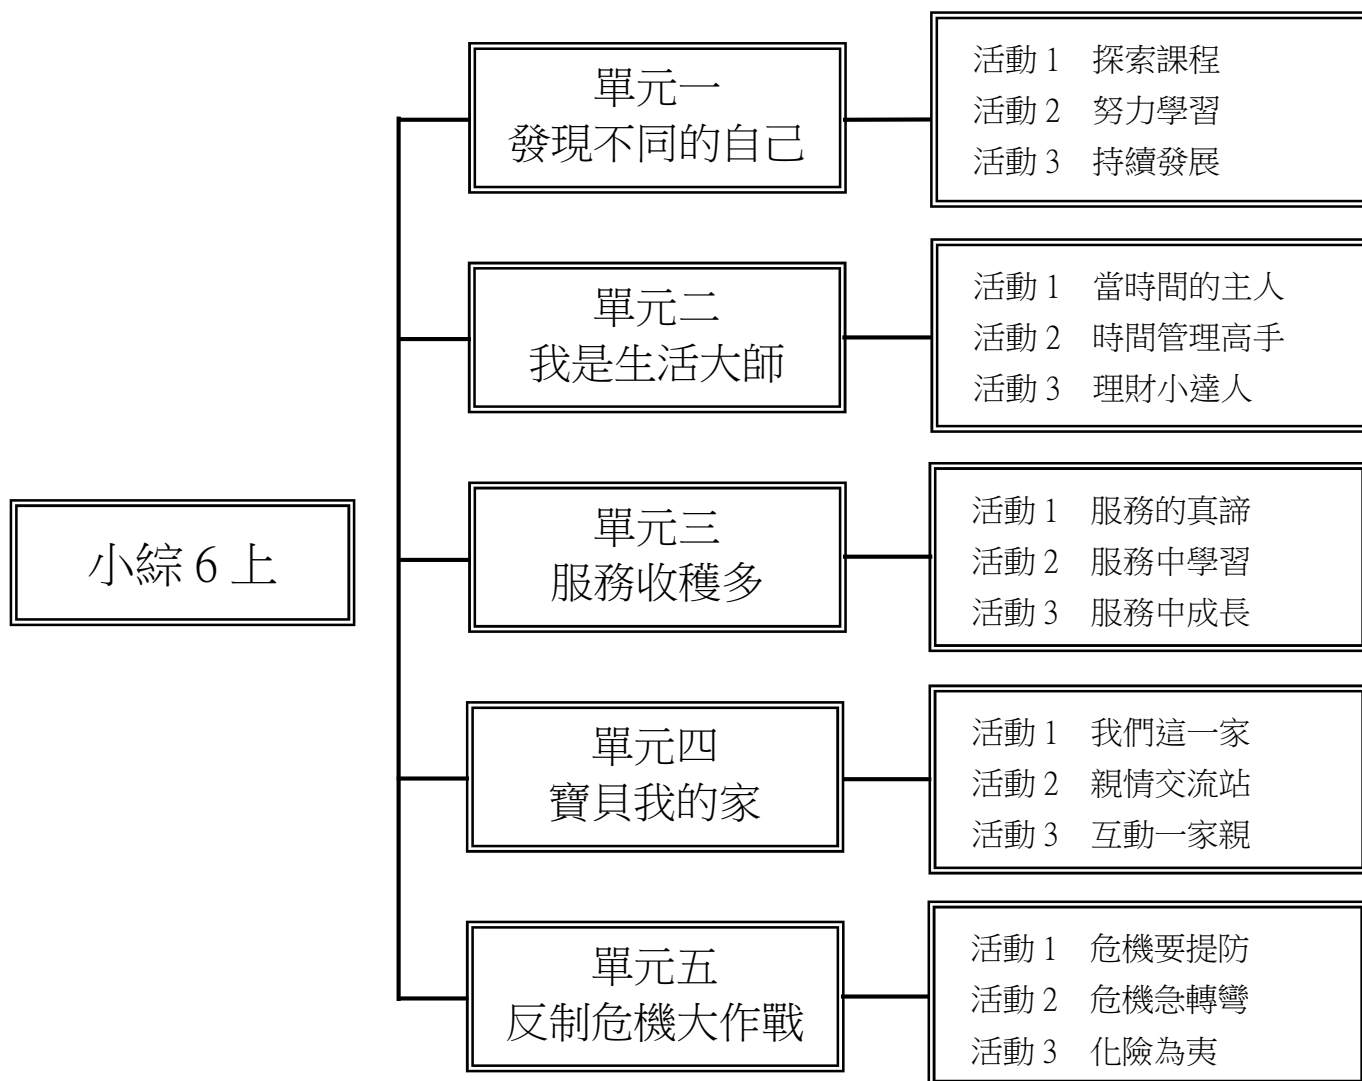 小綜 6 上
單元一
發現不同的自己
活動 1　探索課程
活動 2　努力學習
活動 3　持續發展
單元二
我是生活大師
活動 1　當時間的主人
活動 2　時間管理高手
活動 3　理財小達人
單元三
服務收穫多
活動 1　服務的真諦
活動 2　服務中學習
活動 3　服務中成長
單元四
寶貝我的家
活動 1　我們這一家
活動 2　親情交流站
活動 3　互動一家親
單元五
反制危機大作戰
活動 1　危機要提防
活動 2　危機急轉彎
活動 3　化險為夷